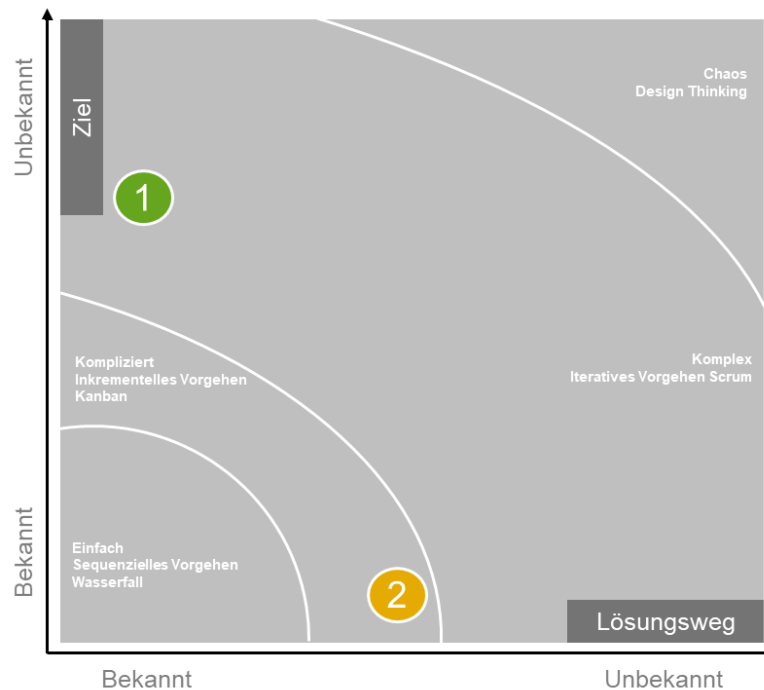 Unbekannt
Ziel
1
Chaos
Design Thinking
Kompliziert
Inkrementelles Vorgehen
Kanban
Komplex
Iteratives Vorgehen Scrum
Bekannt
Einfach
Sequenzielles Vorgehen
Wasserfall
2
Lösungsweg
Bekannt
Unbekannt